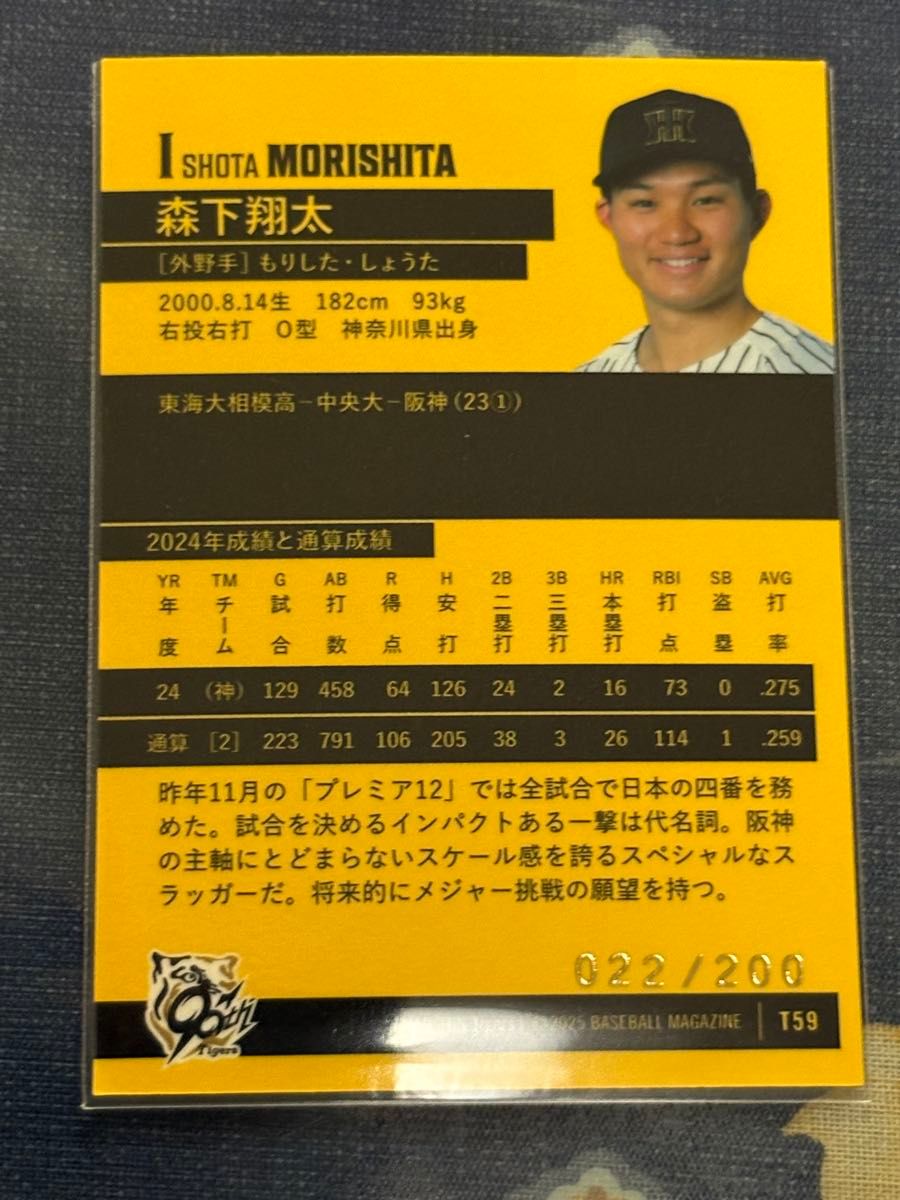 1 SHOTA MORISHITA
森下翔太
[外野手] もりした・しょうた
2000.8.14生 182cm 93kg
右投右打 O型 神奈川県出身
東海大相模高－中央大－阪神(23①)
2024年成績と通算成績
YR TM G AB R H 2B 3B HR RBI SB AVG
年度 チーム 試合 打数 得点 安打 二塁打 三塁打 本塁打 打点 盗塁 打率
24 (神) 129 458 64 126 24 2 16 73 0 .275
通算 [2] 223 791 106 205 38 3 26 114 1 .259
昨年11月の「プレミア12」では全試合で日本の四番を務
めた。試合を決めるインパクトある一撃は代名詞。阪神
の主軸にとどまらないスケール感を誇るスペシャルなス
ラッガーだ。将来的にメジャー挑戦の願望を持つ。
022/200
90th
Tigers
2025 BASEBALL MAGAZINE T59